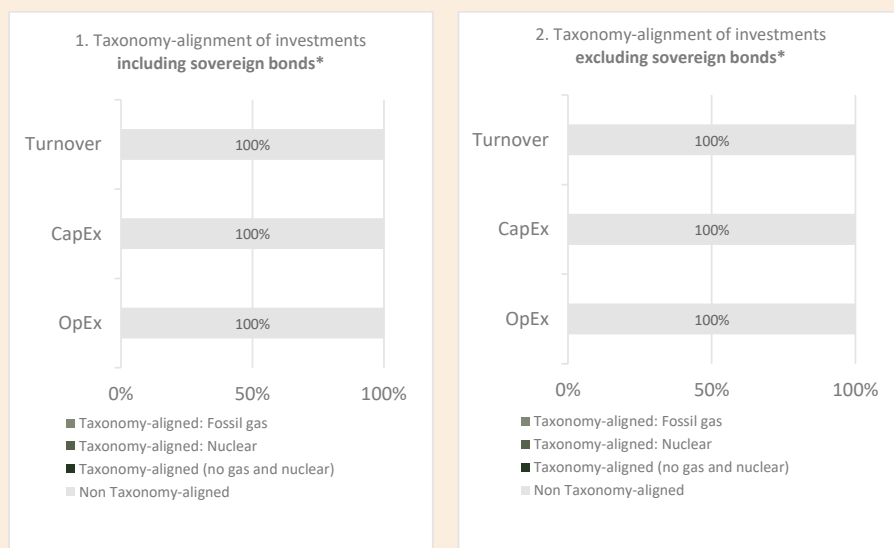 1. Taxonomy-alignment of investments
including sovereign bonds*
Turnover
100%
CapEx
100%
OpEx
100%
0%
50%
100%
Taxonomy-aligned: Fossil gas
Taxonomy-aligned: Nuclear
Taxonomy-aligned (no gas and nuclear)
Non Taxonomy-aligned
2. Taxonomy-alignment of investments
excluding sovereign bonds*
Turnover
100%
CapEx
100%
OpEx
100%
0%
50%
100%
Taxonomy-aligned: Fossil gas
Taxonomy-aligned: Nuclear
Taxonomy-aligned (no gas and nuclear)
Non Taxonomy-aligned